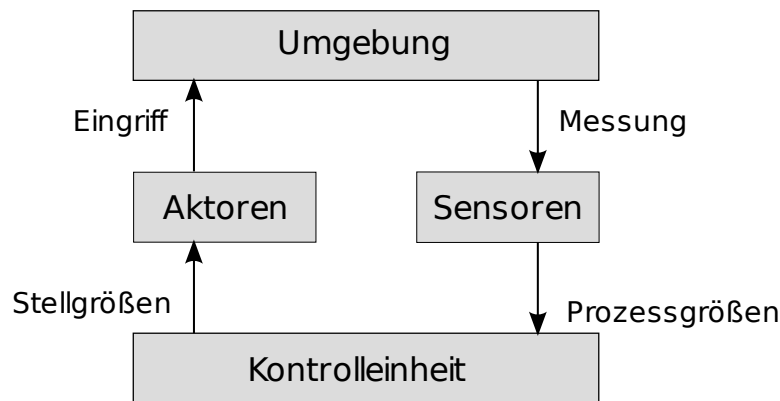 Umgebung
Eingriff
Messung
Aktoren
Sensoren
Stellgrößen
Prozessgrößen
Kontrolleinheit